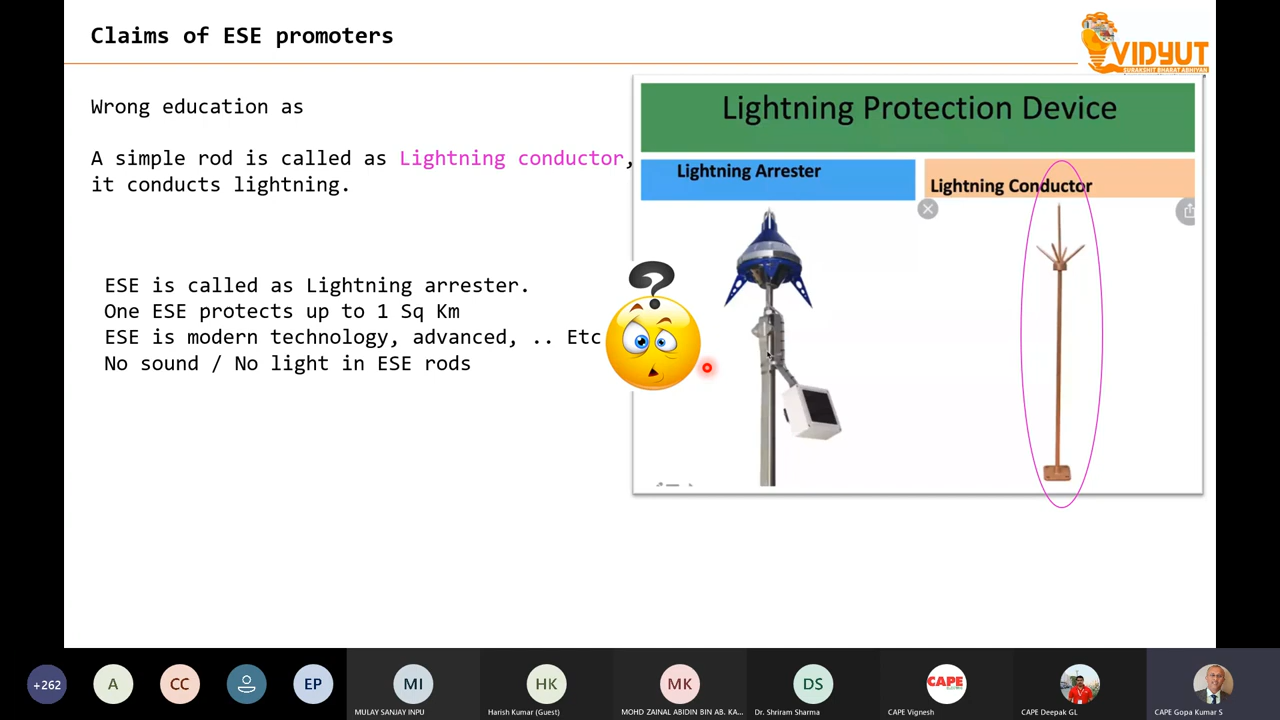 Claims of ESE promoters
VIDYUT
SURAKSHIT BHARAT ABHIYAN
Wrong education as
A simple rod is called as Lightning conductor,
it conducts lightning.
ESE is called as Lightning arrester.
One ESE protects up to 1 Sq Km
ESE is modern technology, advanced, .. Etc
No sound / No light in ESE rods
Lightning Protection Device
Lightning Arrester
Lightning Conductor
+262
A
CC
EP
MI
HK
MK
DS
CAPE
MULAY SANJAY INPU
Harish Kumar (Guest)
MOHD ZAINAL ABIDIN BIN AB. KA...
Dr. Shriram Sharma
CAPE Vignesh
CAPE Deepak GL
CAPE Gopa Kumar S